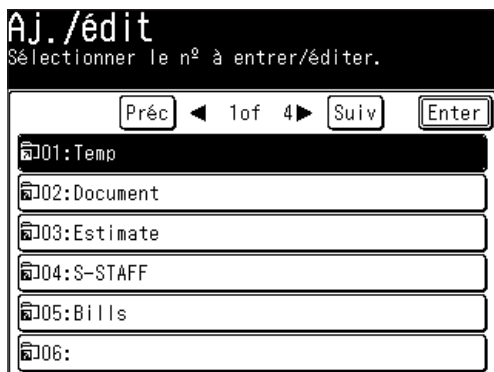 Aj./édit
Sélectionner le nº à entrer/éditer.
Préc ◀ 1of 4▶ Suiv Enter
01:Temp
02:Document
03:Estimate
04:S-STAFF
05:Bills
06: